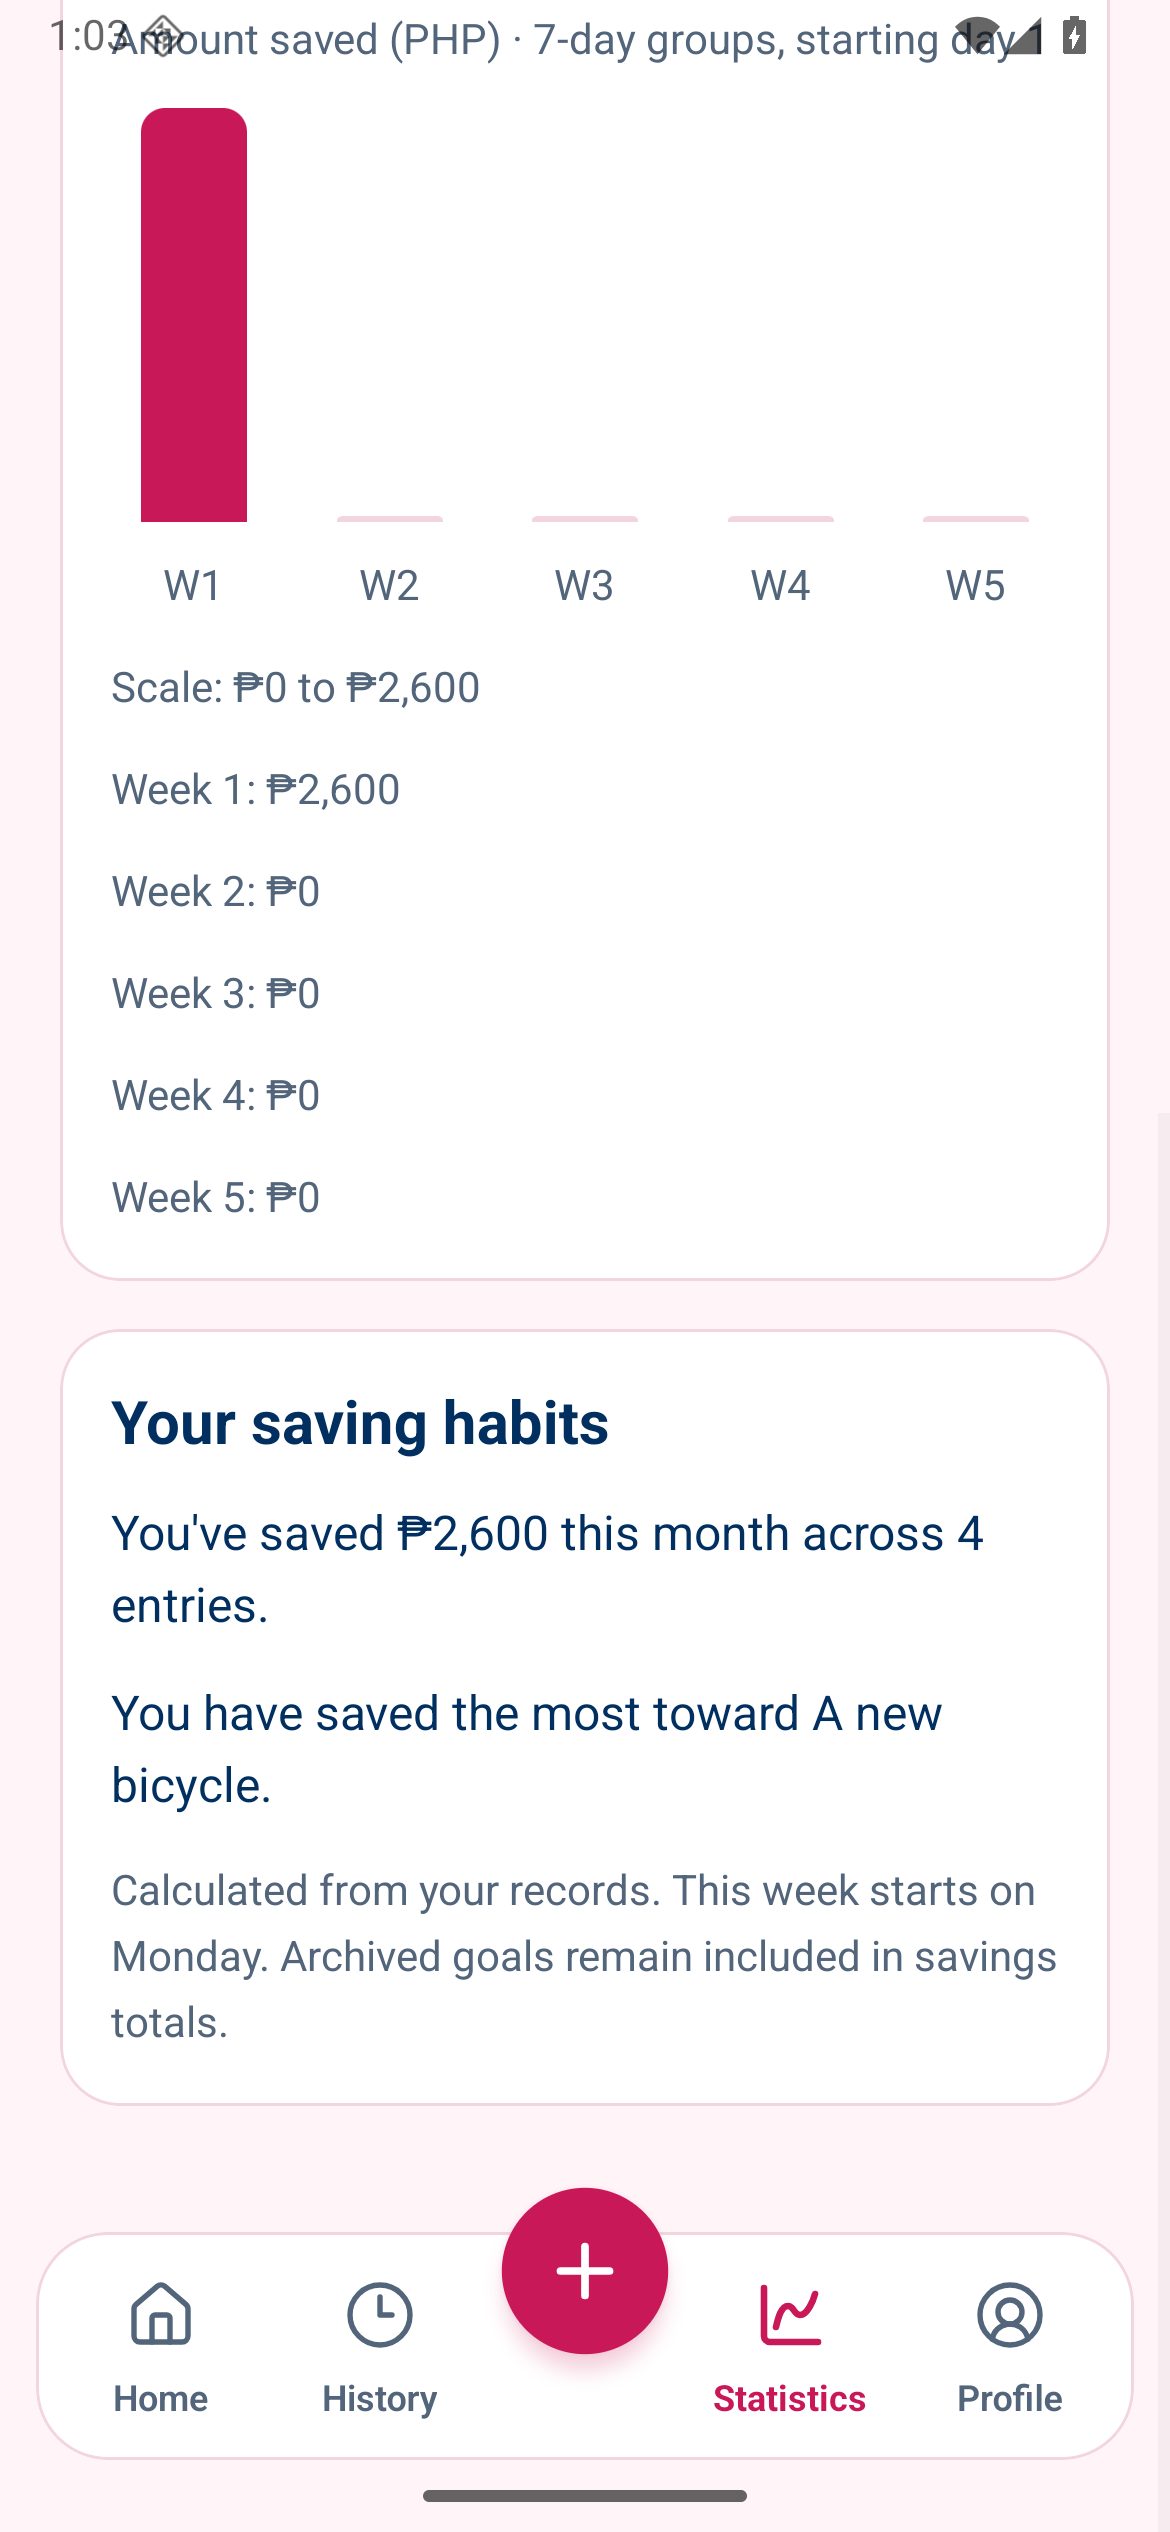 1:03
Amount saved (PHP) · 7-day groups, starting day 1
W1 W2 W3 W4 W5
Scale: ₱0 to ₱2,600
Week 1: ₱2,600
Week 2: ₱0
Week 3: ₱0
Week 4: ₱0
Week 5: ₱0
Your saving habits
You've saved ₱2,600 this month across 4
entries.
You have saved the most toward A new
bicycle.
Calculated from your records. This week starts on
Monday. Archived goals remain included in savings
totals.
Home History Statistics Profile